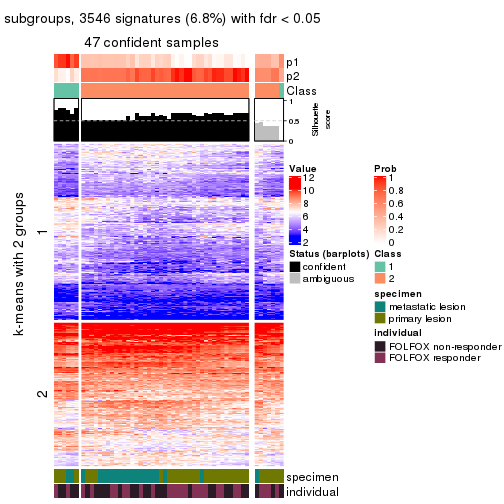 subgroups, 3546 signatures (6.8%) with fdr < 0.05
47 confident samples
p1
p2
Class
1
0.5
0
Silhouette
score
k-means with 2 groups
1
2
Value
12
10
8
6
4
2
Prob
1
0.8
0.6
0.4
0.2
0
Status (barplots)
confident
ambiguous
Class
1
2
specimen
metastatic lesion
primary lesion
individual
FOLFOX non-responder
FOLFOX responder
specimen
individual